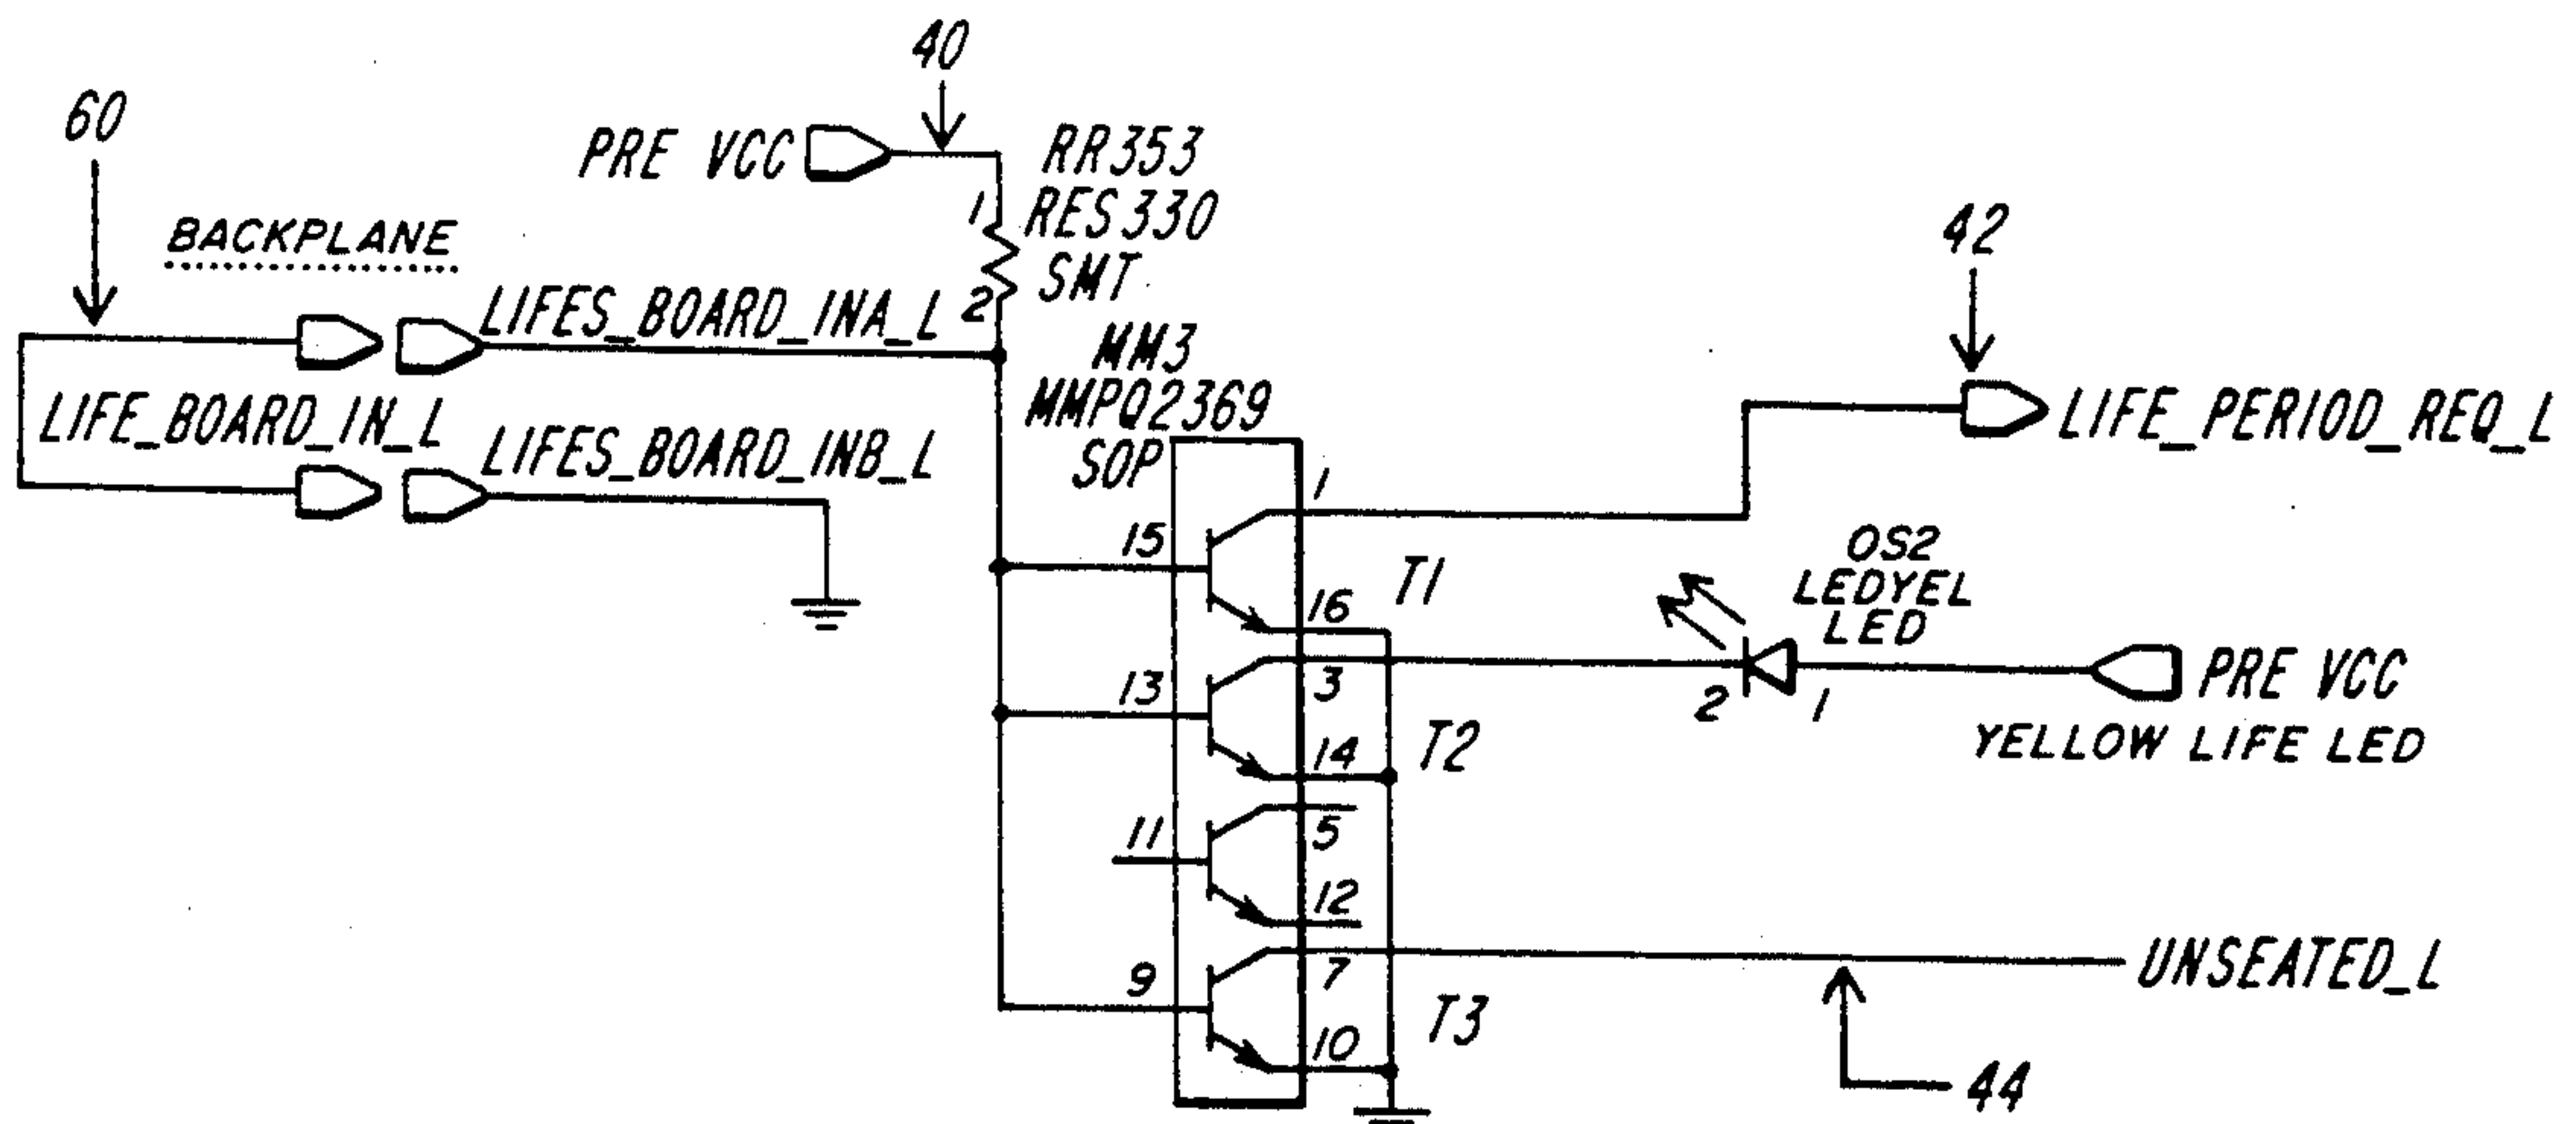 40
60
PRE VCC
RR353
1
RES330
SMT
2
BACKPLANE
42
LIFES_BOARD_INA_L
MM3
MMPQ2369
SOP
LIFE_BOARD_IN_L
LIFES_BOARD_INB_L
LIFE_PERIOD_REQ_L
1
15
16
T1
OS2
LEDYEL
LED
13
3
2
1
PRE VCC
YELLOW LIFE LED
14
T2
11
5
12
9
7
UNSEATED_L
10
T3
44